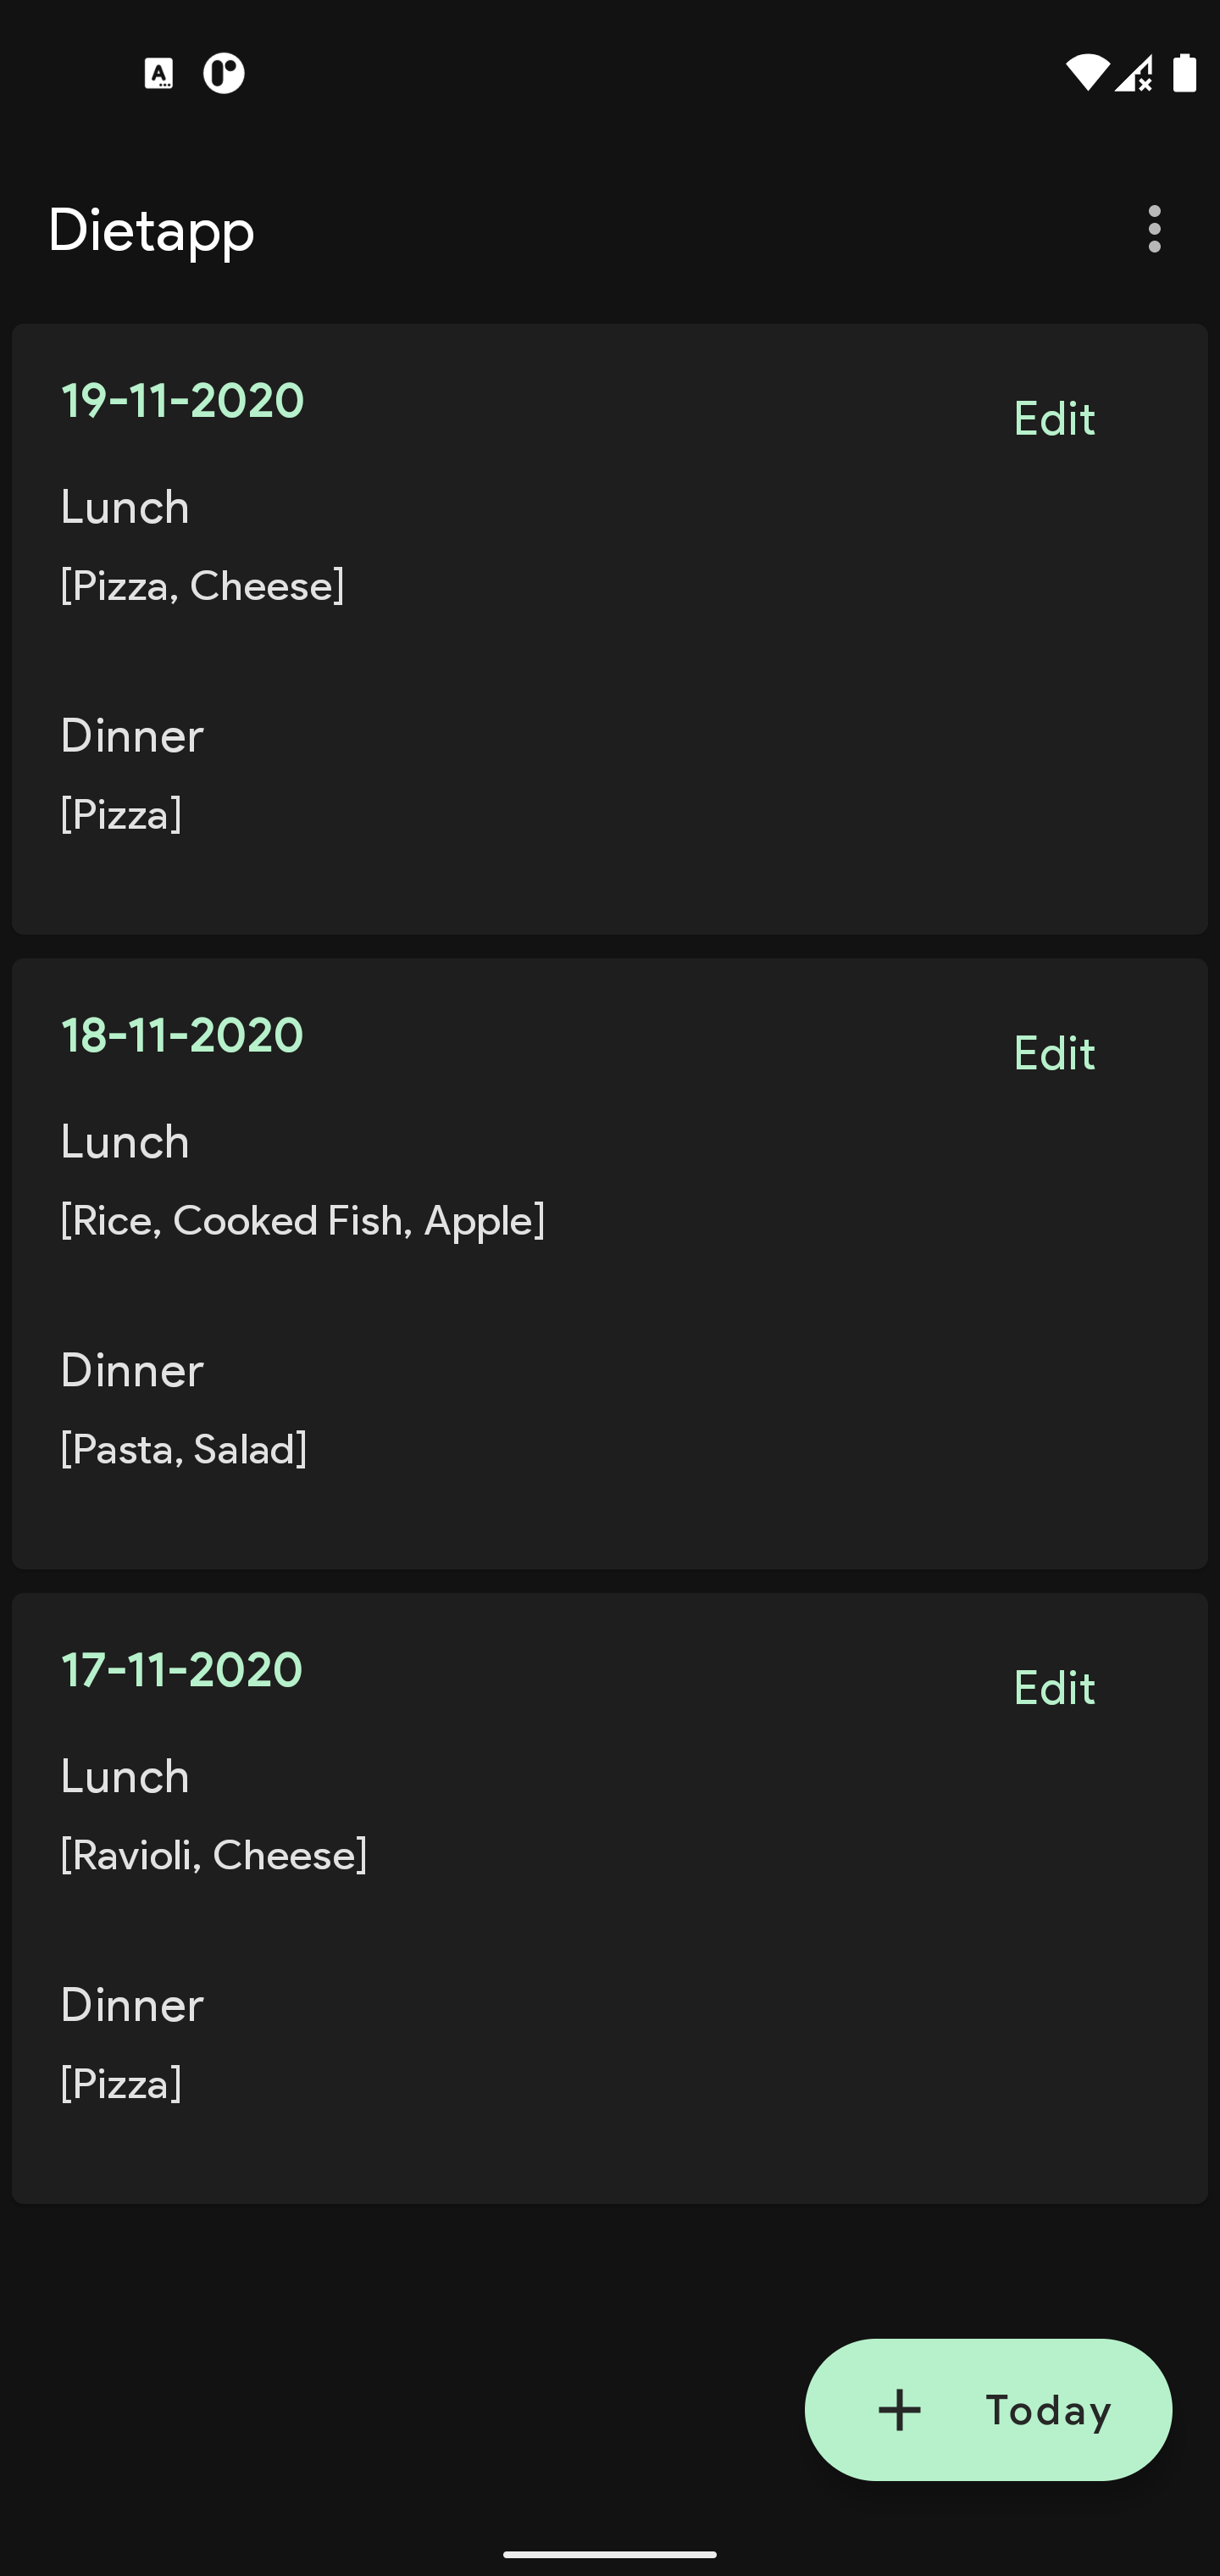 Dietapp
19-11-2020
Edit
Lunch
[Pizza, Cheese]
Dinner
[Pizza]
18-11-2020
Edit
Lunch
[Rice, Cooked Fish, Apple]
Dinner
[Pasta, Salad]
17-11-2020
Edit
Lunch
[Ravioli, Cheese]
Dinner
[Pizza]
+ Today